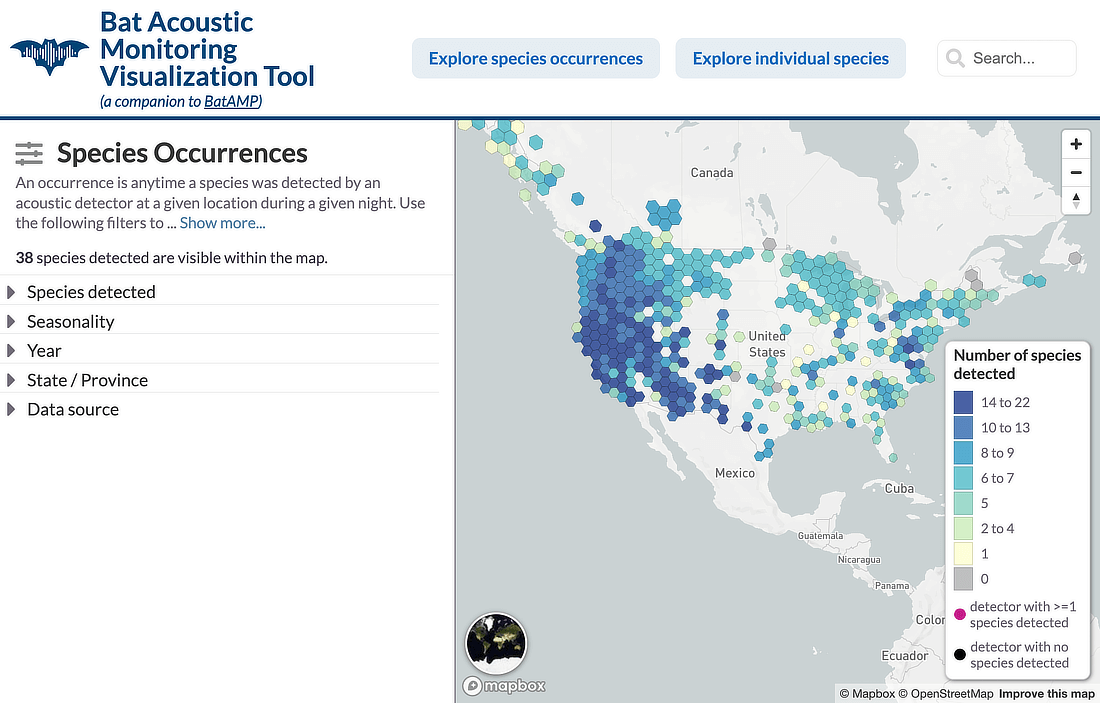 Bat Acoustic
Monitoring
Visualization Tool
(a companion to BatAMP)
Explore species occurrences
Explore individual species
Search...
Species Occurrences
An occurrence is anytime a species was detected by an
acoustic detector at a given location during a given night. Use
the following filters to ... Show more...
38 species detected are visible within the map.
Species detected
Seasonality
Year
State / Province
Data source
Canada
United
States
Mexico
Cuba
Guatemala
Nicaragua
Panama
Color
Ecuador
Number of species
detected
14 to 22
10 to 13
8 to 9
6 to 7
5
2 to 4
1
0
detector with >=1
species detected
detector with no
species detected
mapbox
© Mapbox © OpenStreetMap Improve this map